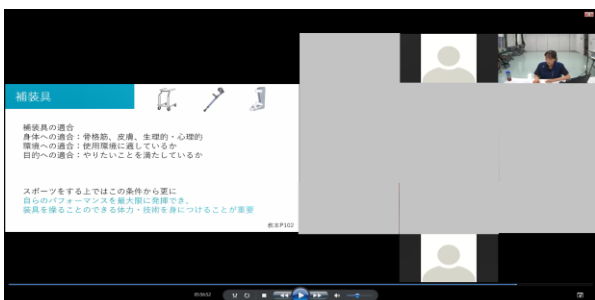 補装具
補装具の適合
身体への適合：骨格筋、皮膚、生理的・心理的
環境への適合：使用環境に適しているか
目的への適合：やりたいことを満たしているか
スポーツをする上ではこの条件から更に
自らのパフォーマンスを最大限に発揮でき、
装具を操ることのできる体力・技術を身につけることが重要